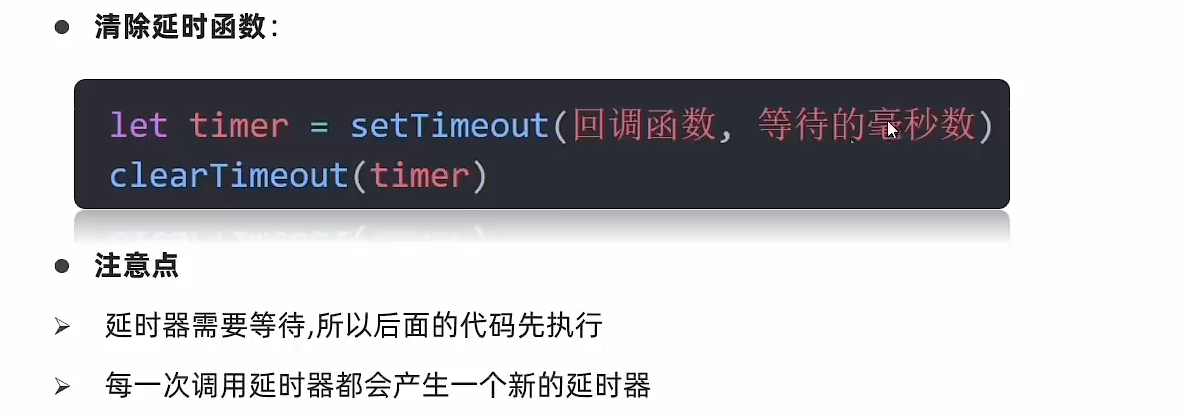 清除延时函数：
let timer = setTimeout(回调函数, 等待的毫秒数)
clearTimeout(timer)
注意点
延时器需要等待,所以后面的代码先执行
每一次调用延时器都会产生一个新的延时器